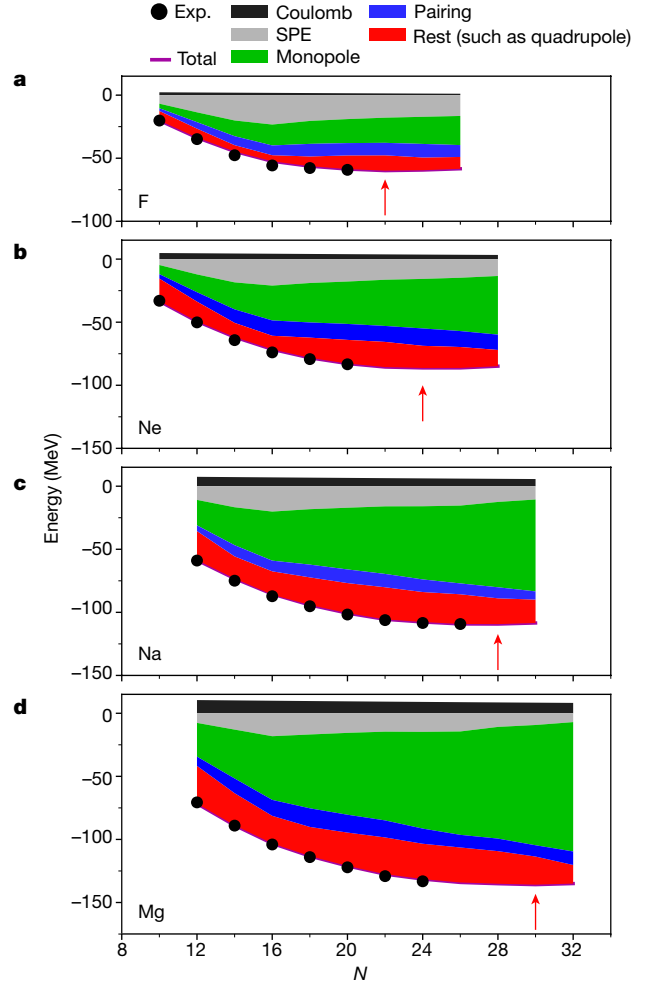 Exp.
Coulomb
Pairing
SPE
Rest (such as quadrupole)
Total
Monopole
a
0
−50
−100
F
b
0
−50
−100
−150
Ne
Energy (MeV)
c
0
−50
−100
−150
Na
d
0
−50
−100
−150
Mg
8 12 16 20 24 28 32
N